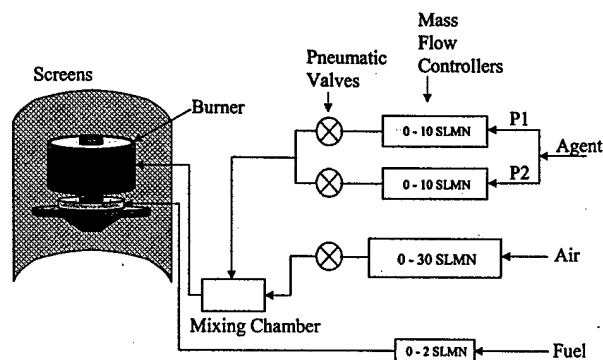 Mass
Flow
Controllers
Pneumatic
Valves
Screens
Burner
0 - 10 SLMN
P1
Agent
0 - 10 SLMN
P2
0 - 30 SLMN
Air
Mixing Chamber
0 - 2 SLMN
Fuel